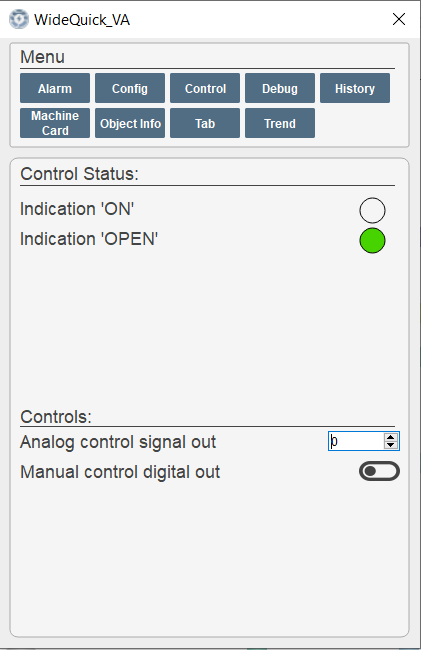 WideQuick_VA
Menu
Alarm Config Control Debug History
Machine Card Object Info Tab Trend
Control Status:
Indication 'ON'
Indication 'OPEN'
Controls:
Analog control signal out 0
Manual control digital out